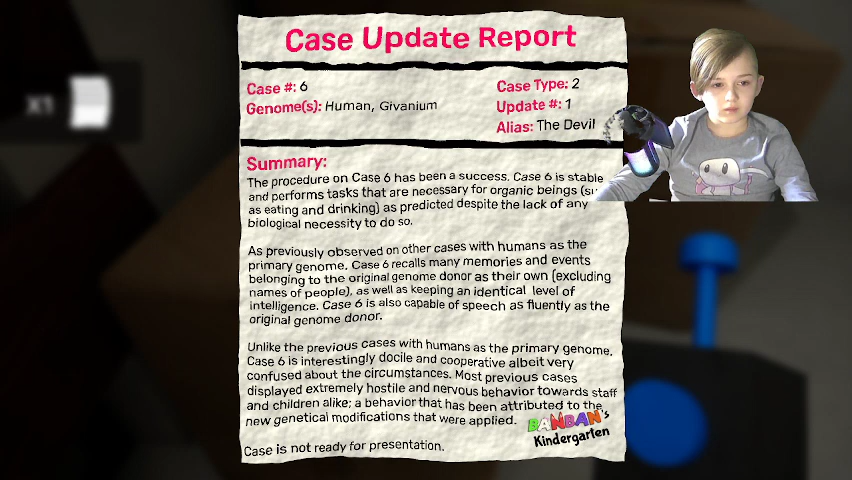 Case Update Report
Case #: 6
Case Type: 2
Genome(s): Human, Givanium
Update #: 1
Alias: The Devil
X1
Summary:
The procedure on Case 6 has been a success. Case 6 is stable
and performs tasks that are necessary for organic beings
as eating and drinking) as predicted despite the lack of any
biological necessity to do so.
As previously observed on other cases with humans as the
primary genome. Case 6 recalls many memories and events
belonging to the original genome donor as their own (excluding
names of people), as well as keeping an identical level of
intelligence. Case 6 is also capable of speech as fluently as the
original genome donor.
Unlike the previous cases with humans as the primary genome.
Case 6 is interestingly docile and cooperative albeit very
confused about the circumstances. Most previous cases
displayed extremely hostile and nervous behavior towards staff
and children alike; a behavior that has been attributed to the
new genetical modifications that were applied.
BANBAN's
Kindergarten
Case is not ready for presentation.